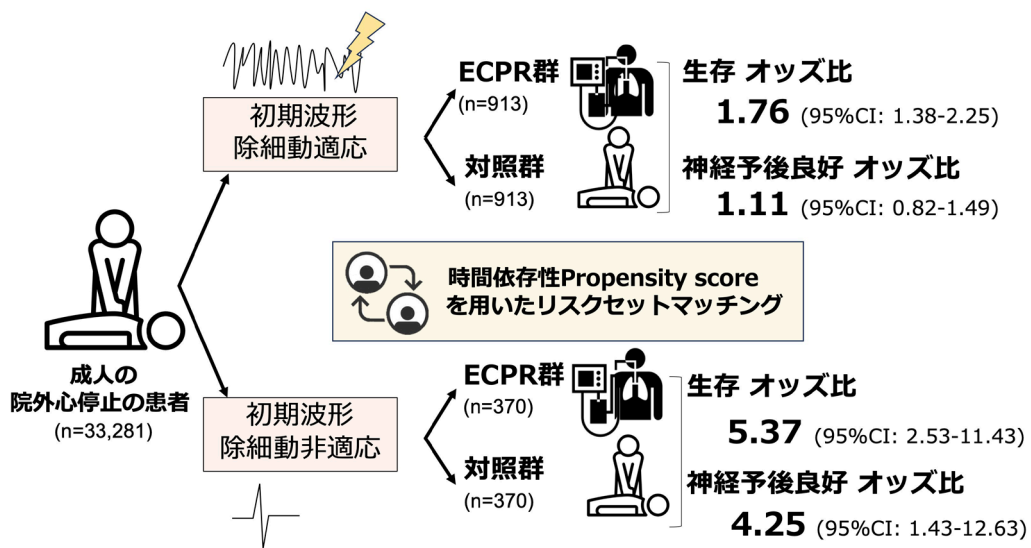 初期波形
除細動適応
ECPR群
(n=913)
対照群
(n=913)
生存 オッズ比
1.76 (95%CI: 1.38-2.25)
神経予後良好 オッズ比
1.11 (95%CI: 0.82-1.49)
時間依存性Propensity score
を用いたリスクセットマッチング
成人の
院外心停止の患者
(n=33,281)
初期波形
除細動非適応
ECPR群
(n=370)
対照群
(n=370)
生存 オッズ比
5.37 (95%CI: 2.53-11.43)
神経予後良好 オッズ比
4.25 (95%CI: 1.43-12.63)